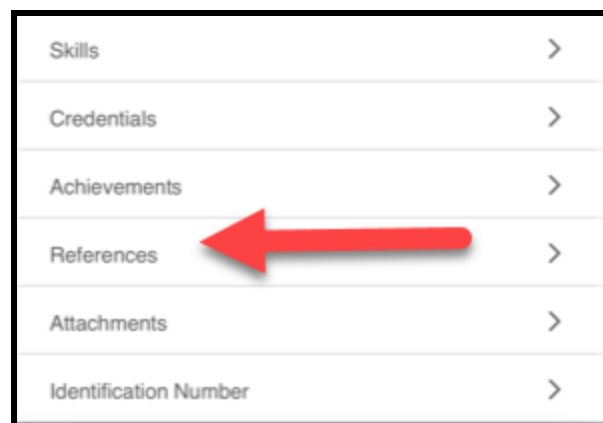 Skills
Credentials
Achievements
References
Attachments
Identification Number